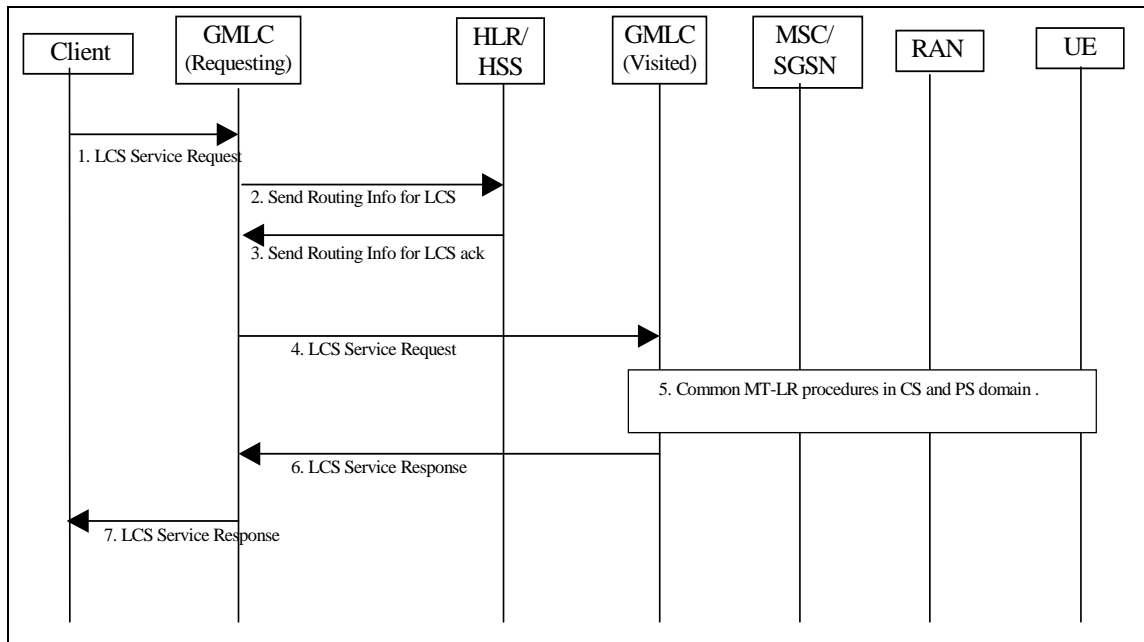 Client
GMLC
(Requesting)
HLR/
HSS
GMLC
(Visited)
MSC/
SGSN
RAN
UE
1. LCS Service Request
2. Send Routing Info for LCS
3. Send Routing Info for LCS ack
4. LCS Service Request
5. Common MT-LR procedures in CS and PS domain .
6. LCS Service Response
7. LCS Service Response